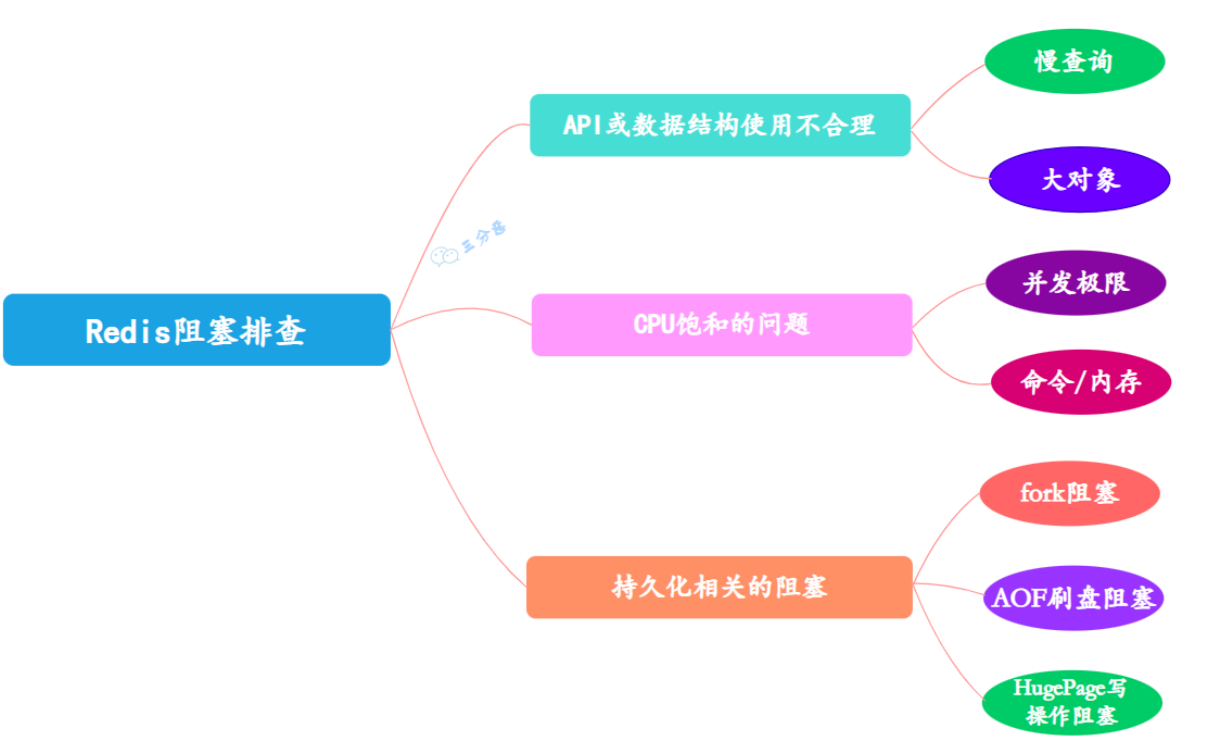 慢查询
API或数据结构使用不合理
大对象
三分恶
并发极限
Redis阻塞排查
CPU饱和的问题
命令/内存
fork阻塞
持久化相关的阻塞
AOF刷盘阻塞
HugePage写
操作阻塞